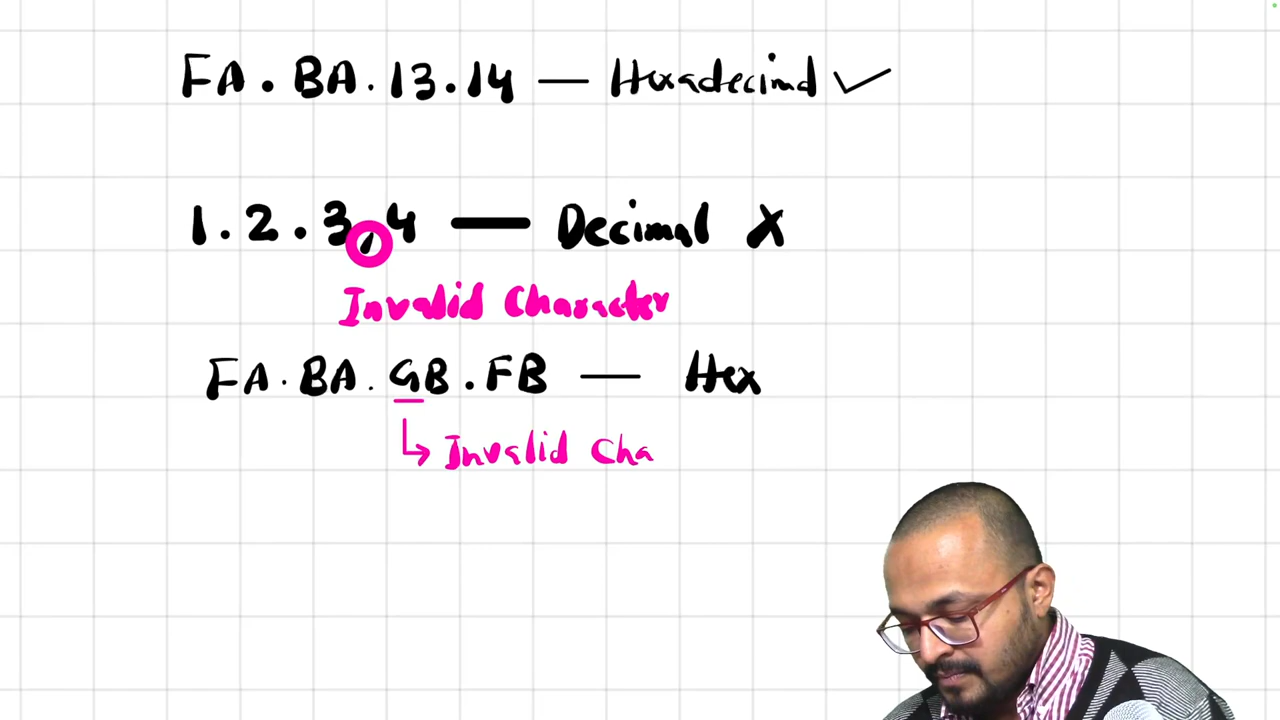 FA.BA.13.14 — Hexadecimal ✓
1.2.3,4 — Decimal X
Invalid Character
FA.BA.GB.FB — Hex
↳ Invalid Cha